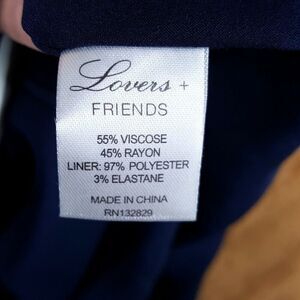 Lovers +
FRIENDS
55% VISCOSE
45% RAYON
LINER: 97% POLYESTER
3% ELASTANE
MADE IN CHINA
RN132829